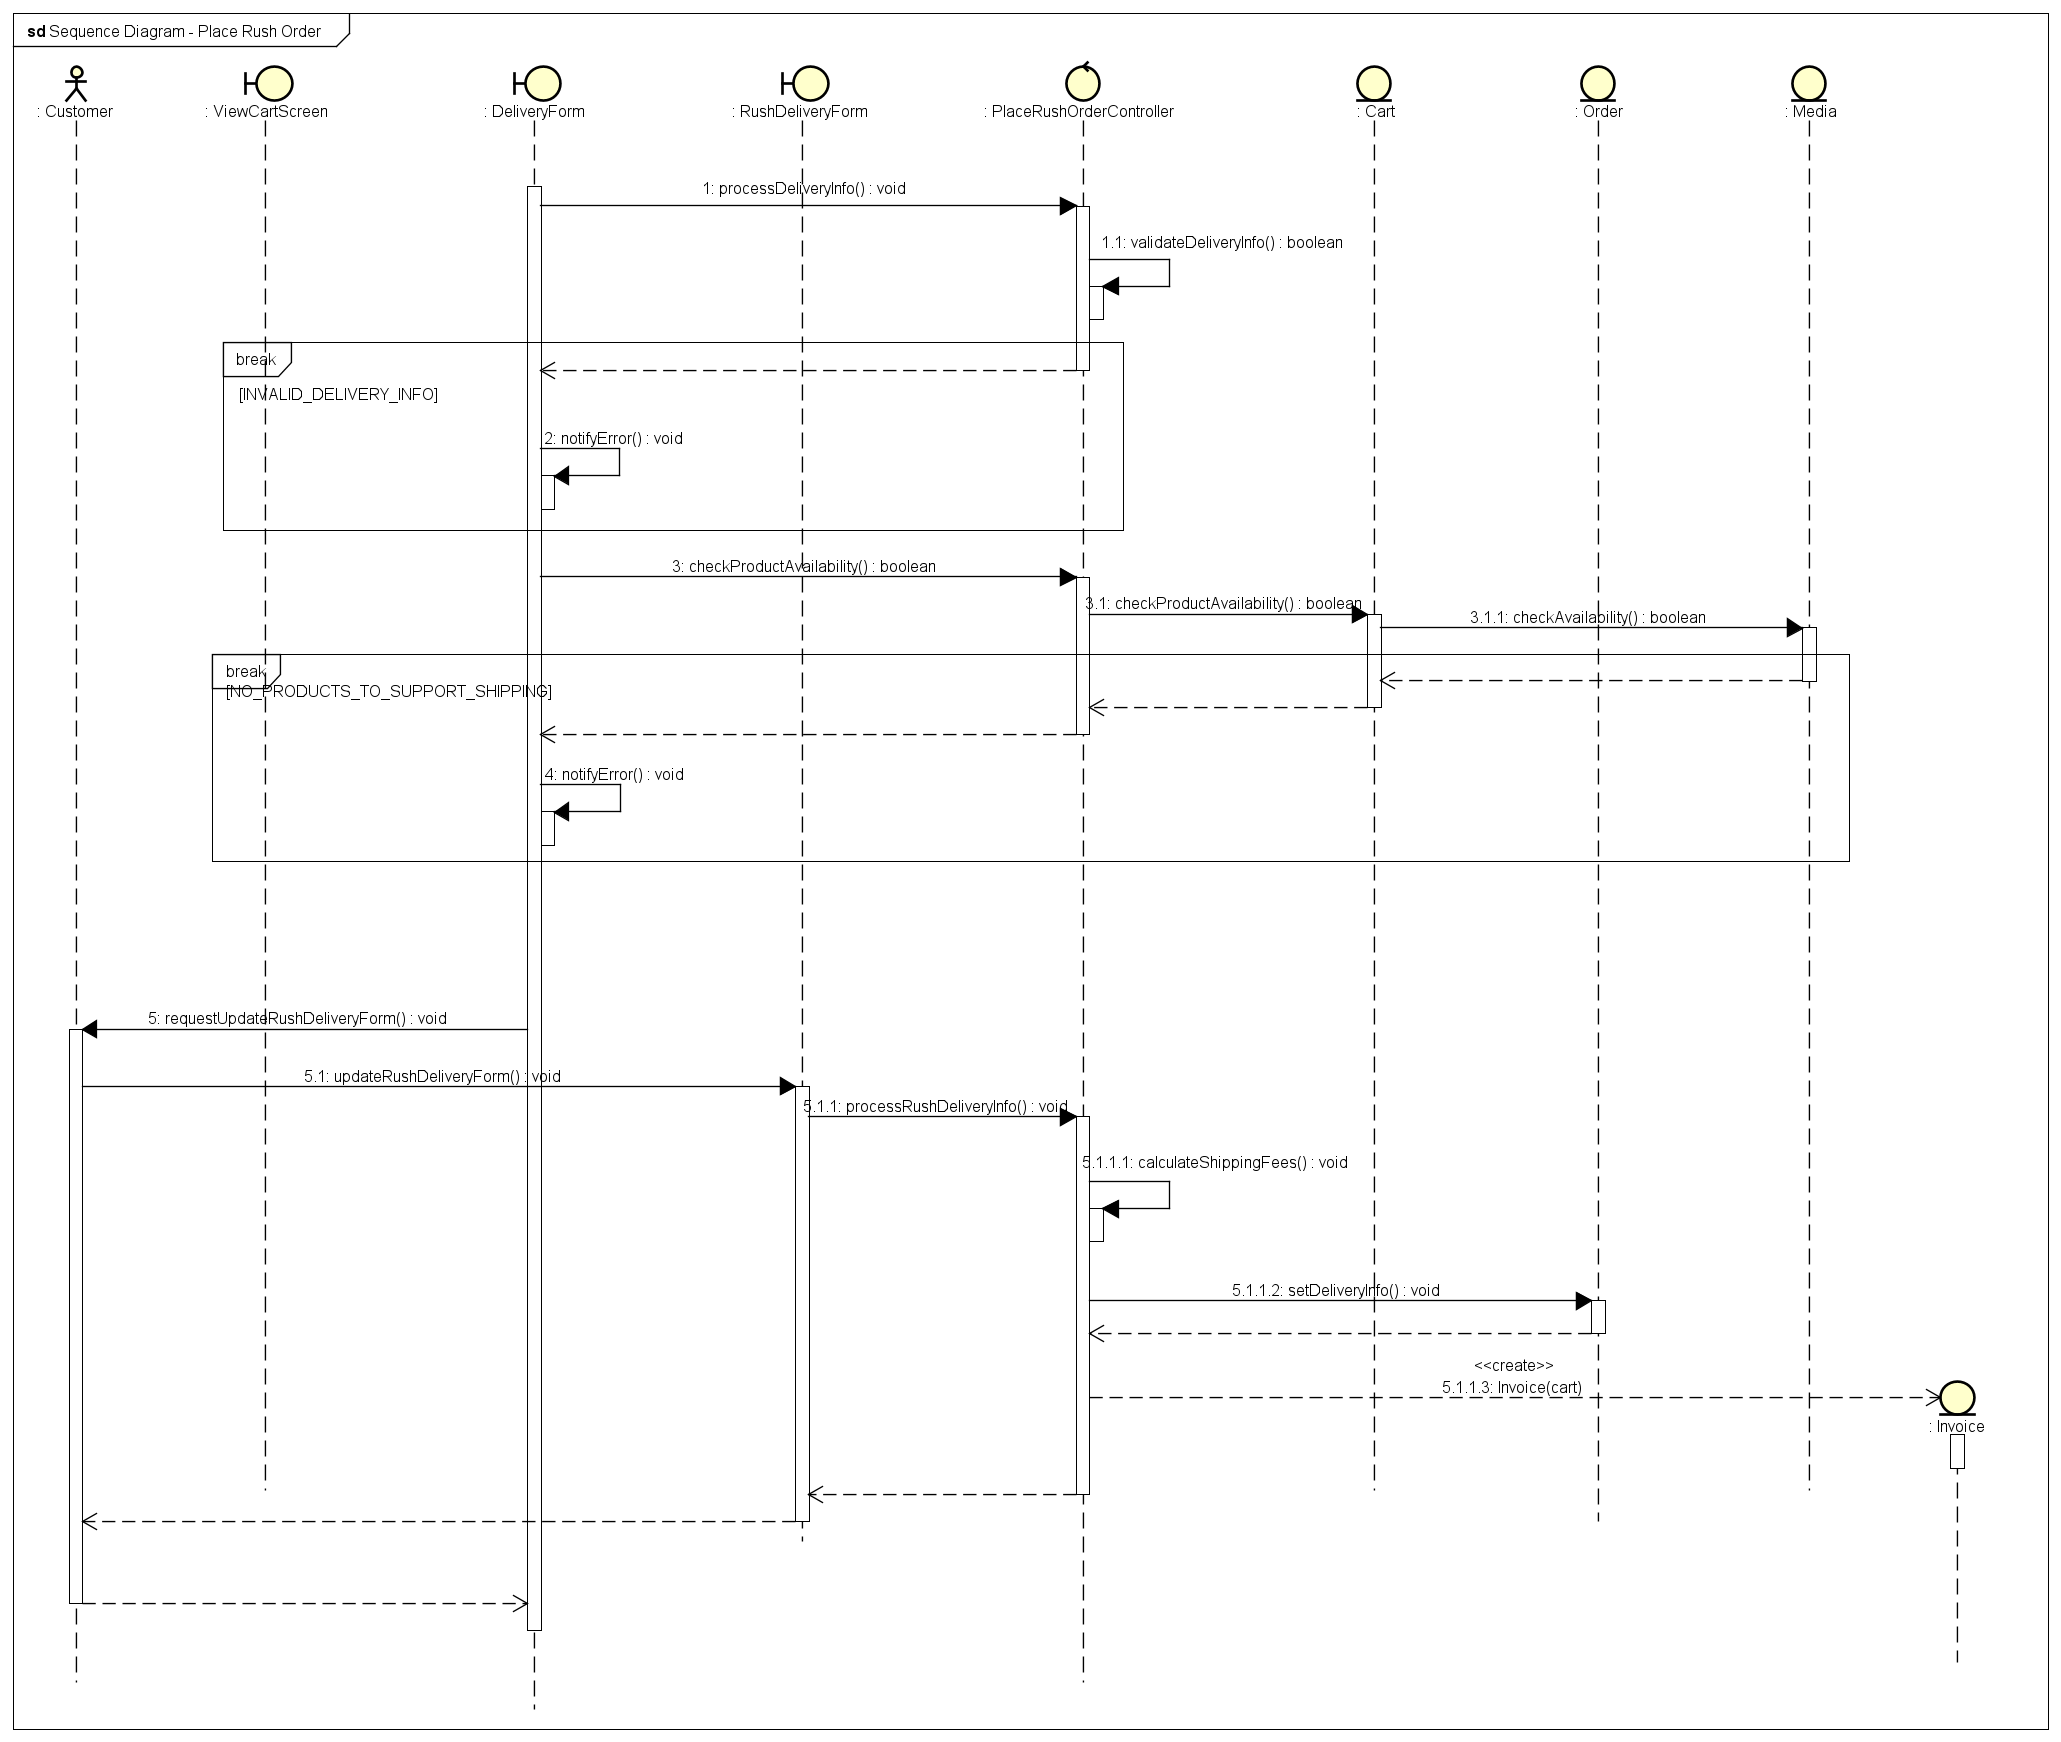 sd Sequence Diagram - Place Rush Order
: Customer
: ViewCartScreen
: DeliveryForm
: RushDeliveryForm
: PlaceRushOrderController
: Cart
: Order
: Media
1: processDeliveryInfo() : void
1.1: validateDeliveryInfo() : boolean
break
[INVALID_DELIVERY_INFO]
2: notifyError() : void
3: checkProductAvailability() : boolean
3.1: checkProductAvailability() : boolean
3.1.1: checkAvailability() : boolean
break
[NO_PRODUCTS_TO_SUPPORT_SHIPPING]
4: notifyError() : void
5: requestUpdateRushDeliveryForm() : void
5.1: updateRushDeliveryForm() : void
5.1.1: processRushDeliveryInfo() : void
5.1.1.1: calculateShippingFees() : void
5.1.1.2: setDeliveryInfo() : void
<<create>>
5.1.1.3: Invoice(cart)
: Invoice